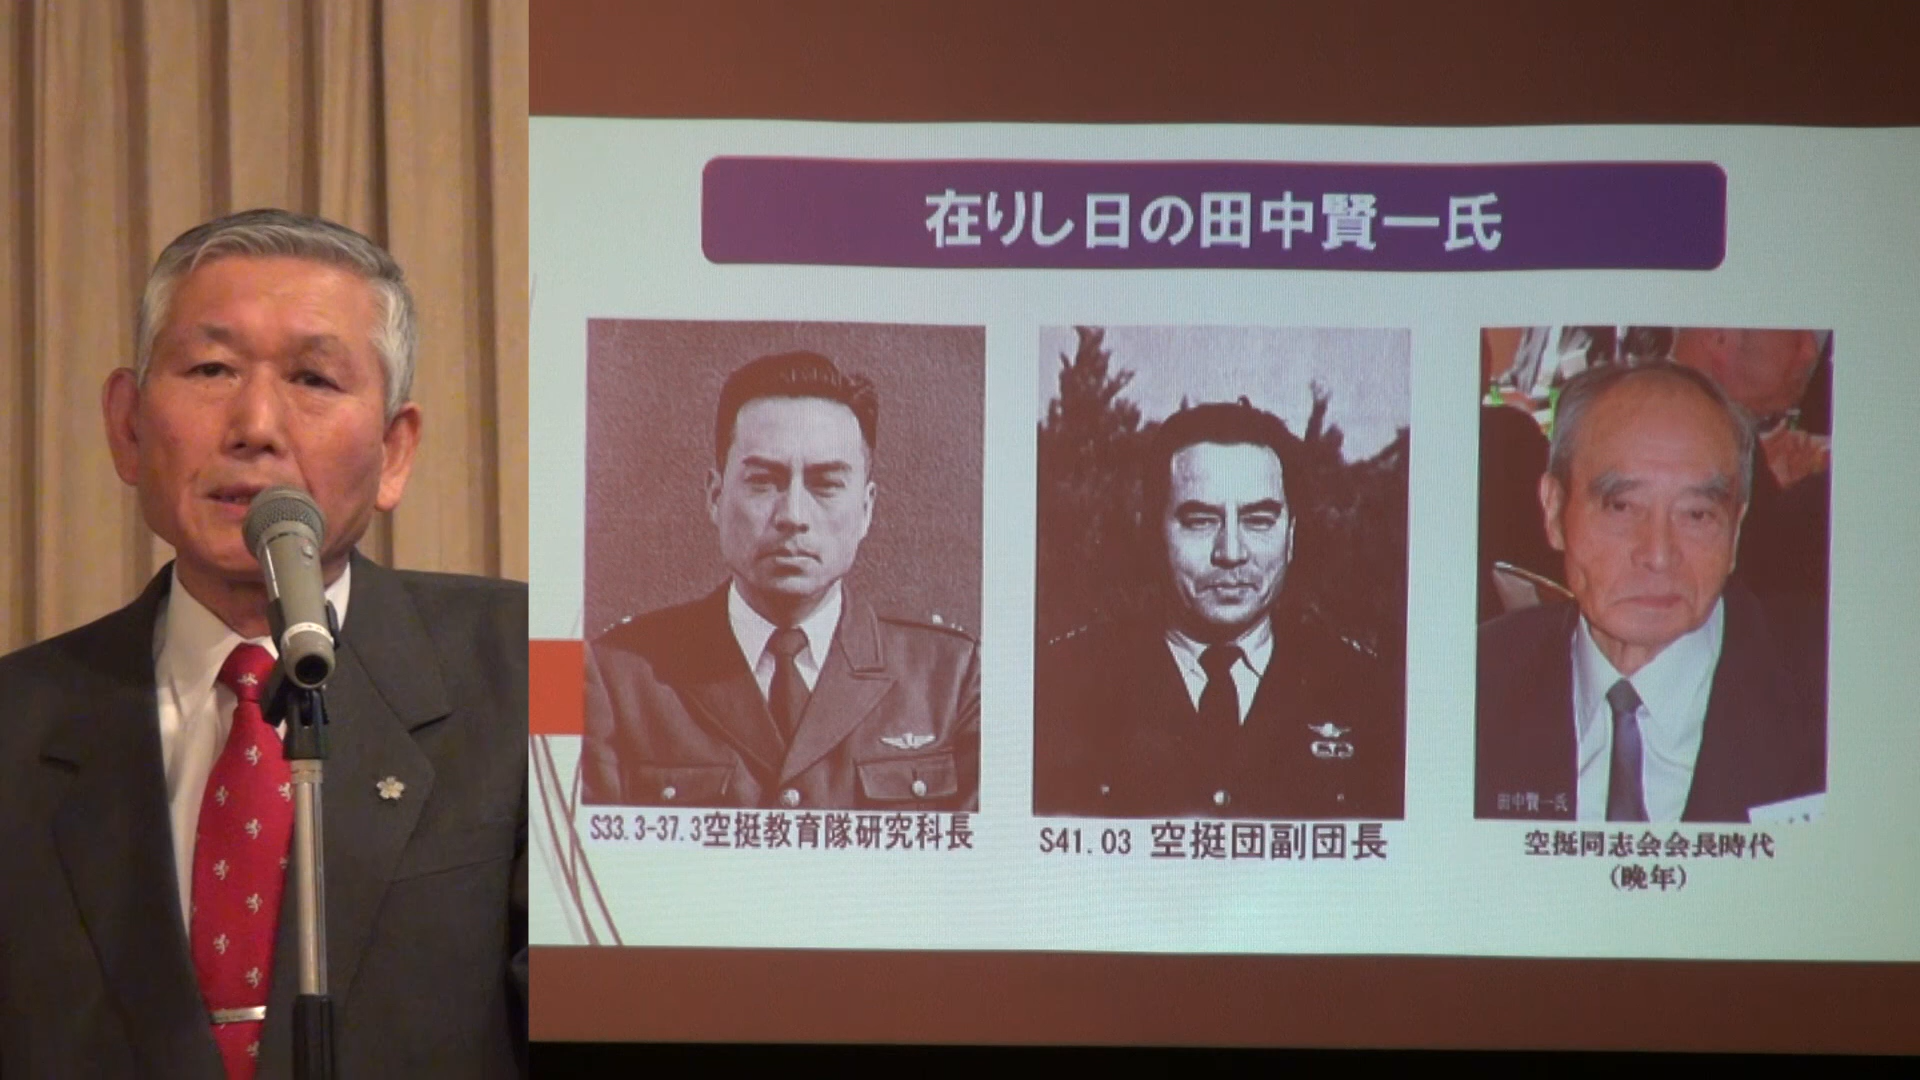 在りし日の田中賢一氏
S33.3-37.3空挺教育隊研究科長
S41.03 空挺団副団長
田中賢一氏
空挺同志会会長時代
(晩年)